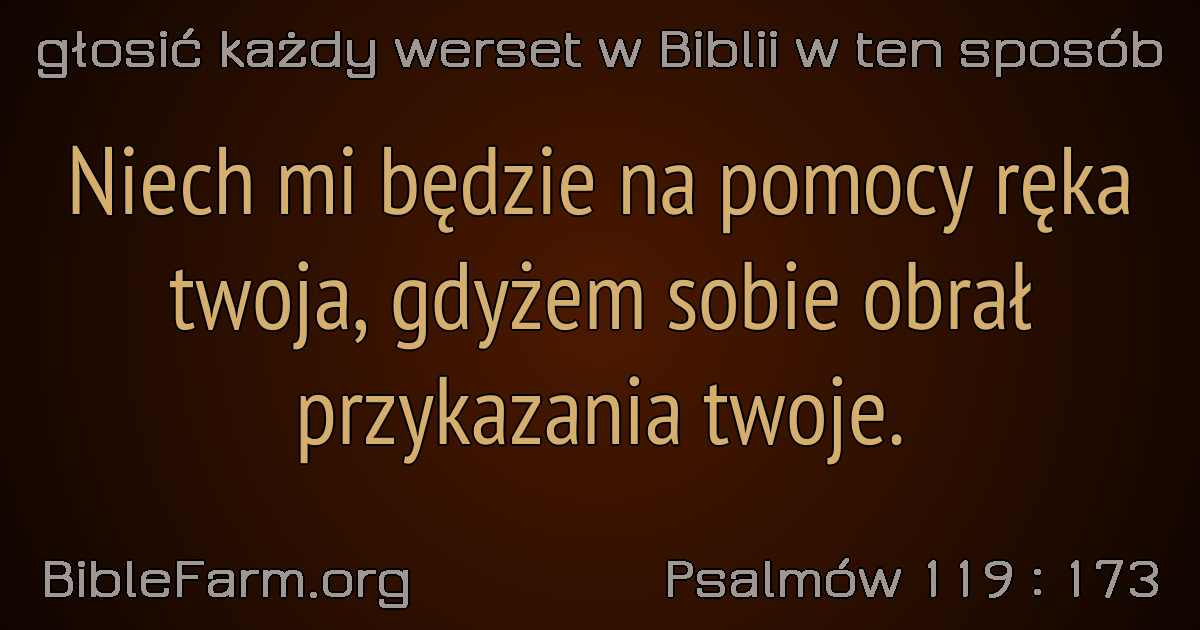 głosić każdy werset w Biblii w ten sposób
Niech mi będzie na pomocy ręka
twoja, gdyżem sobie obrał
przykazania twoje.
BibleFarm.org
Psalmów 119 : 173